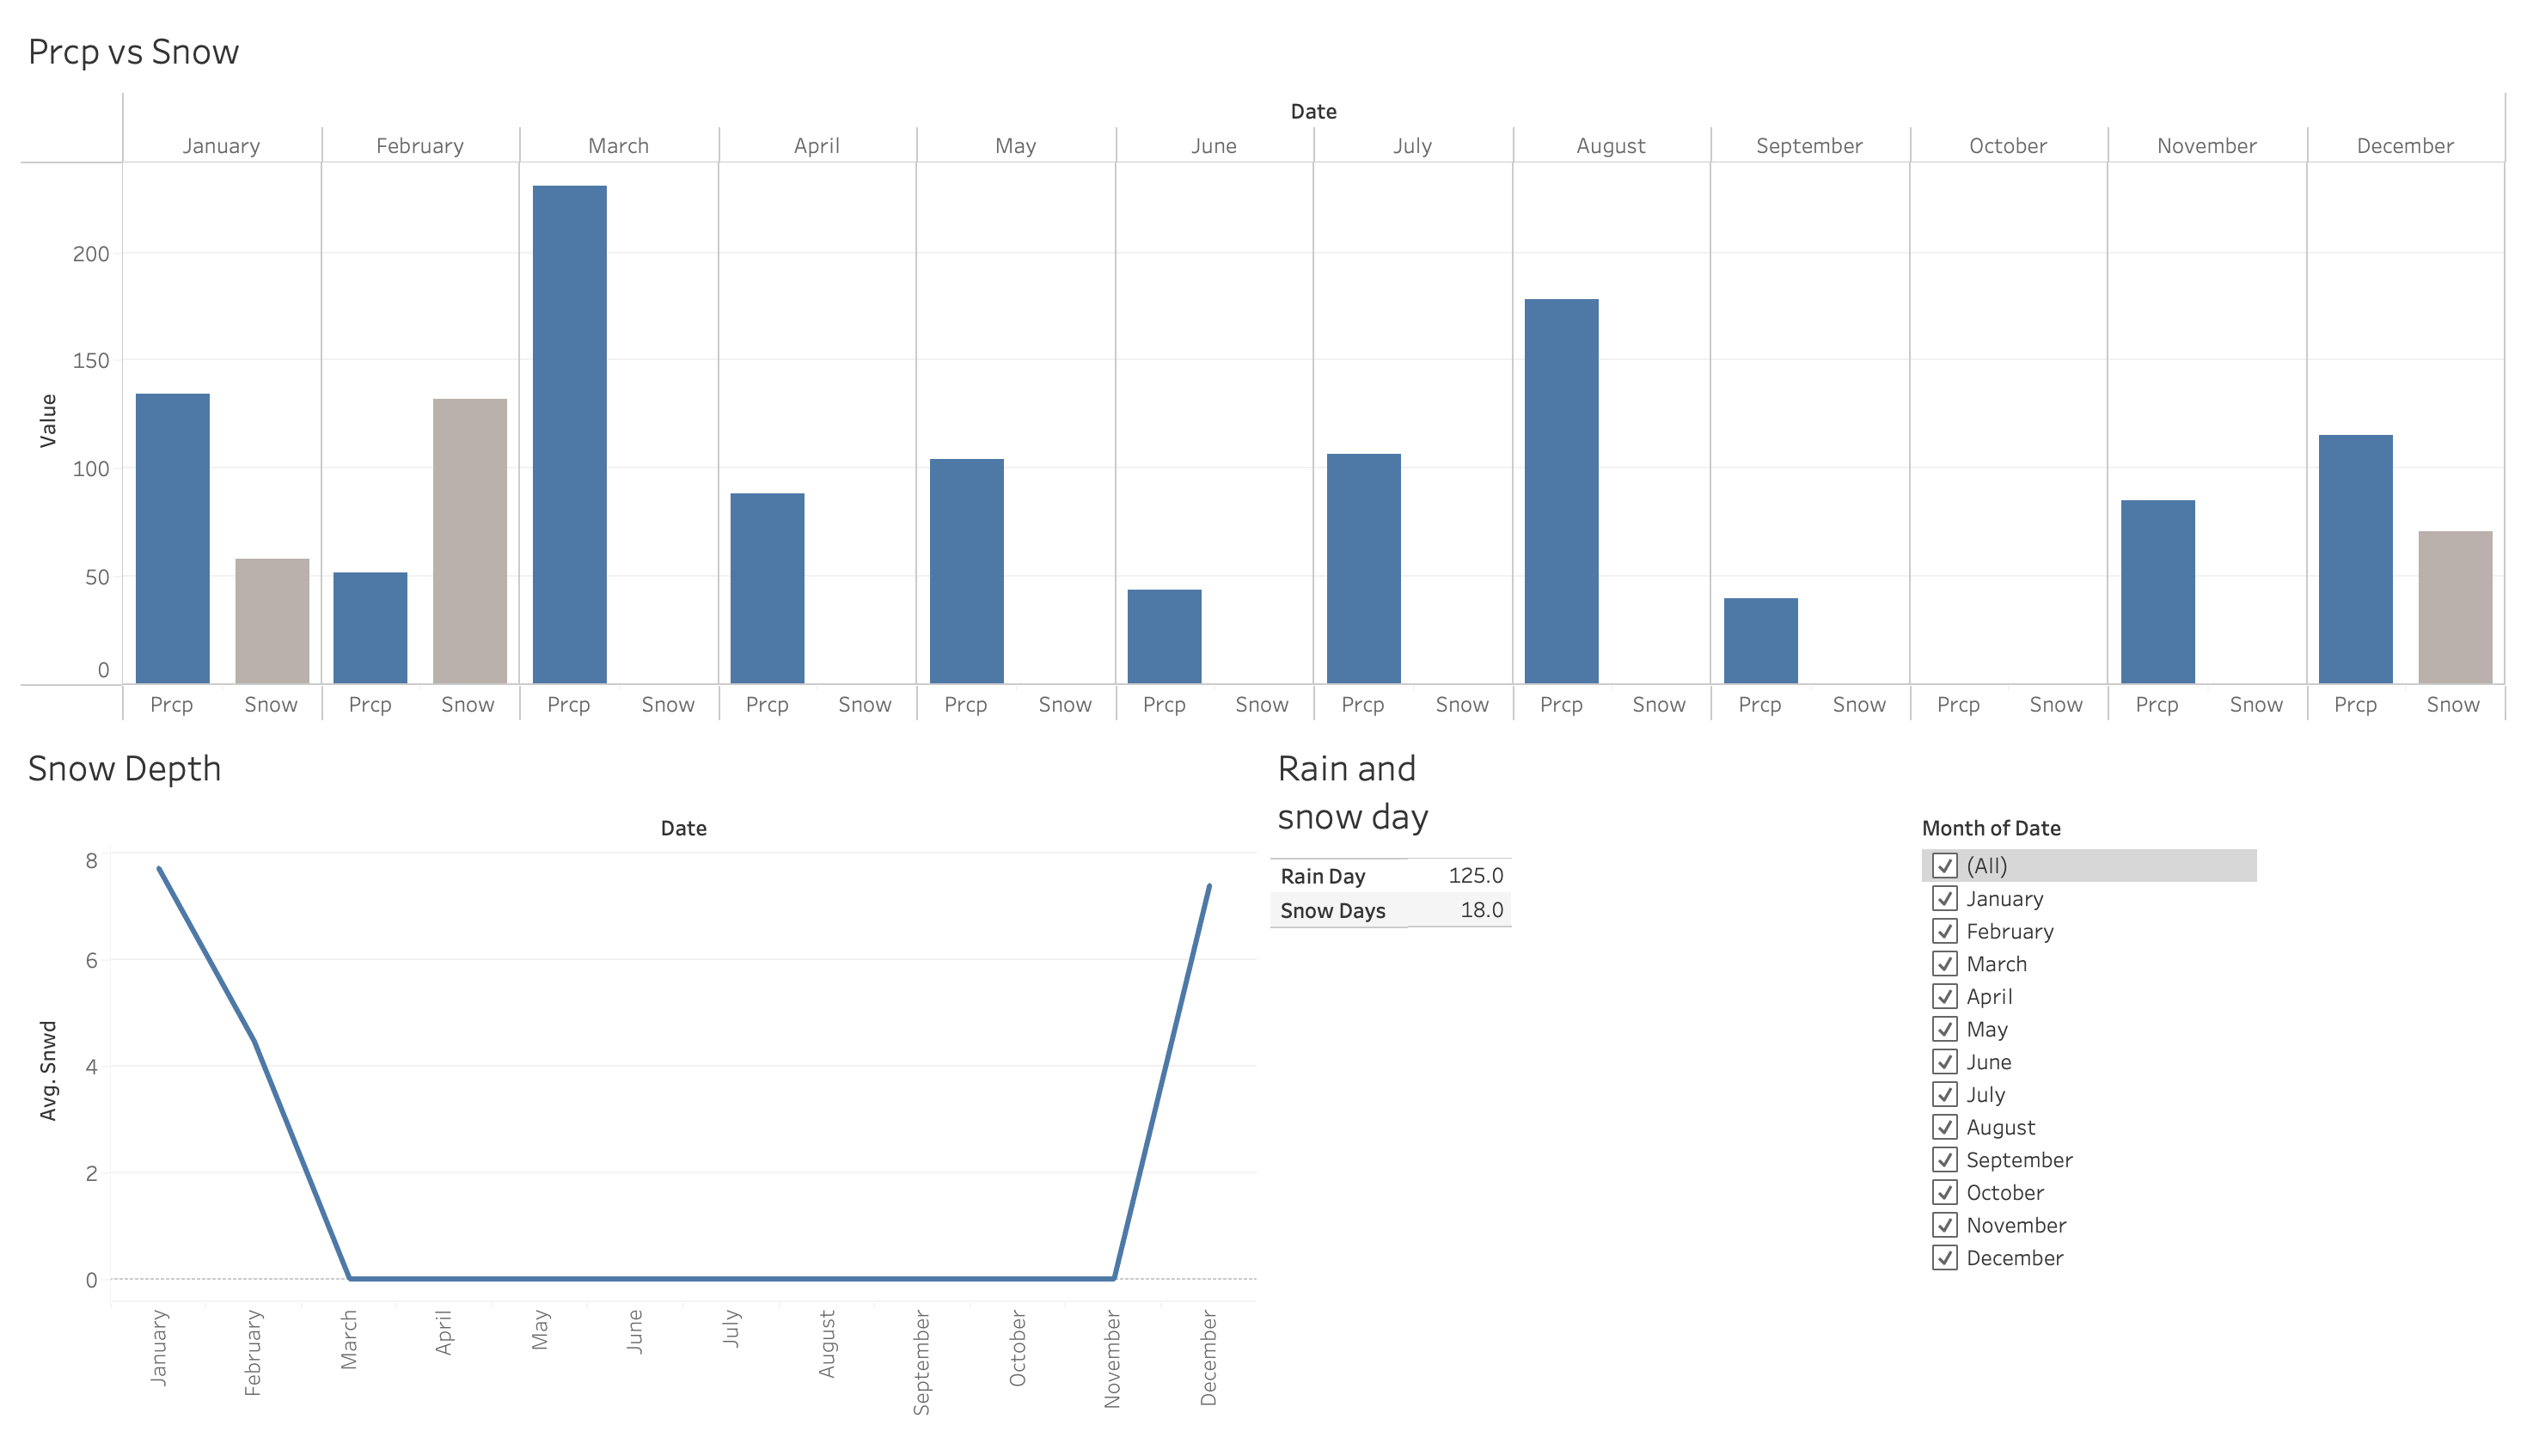 Prcp vs Snow
Date
January February March April May June July August September October November December
Value
200
150
100
50
0
Prcp Snow Prcp Snow Prcp Snow Prcp Snow Prcp Snow Prcp Snow Prcp Snow Prcp Snow Prcp Snow Prcp Snow Prcp Snow Prcp Snow
Snow Depth
Date
Avg. Snwd
8
6
4
2
0
January February March April May June July August September October November December
Rain and
snow day
Rain Day 125.0
Snow Days 18.0
Month of Date
(All)
January
February
March
April
May
June
July
August
September
October
November
December